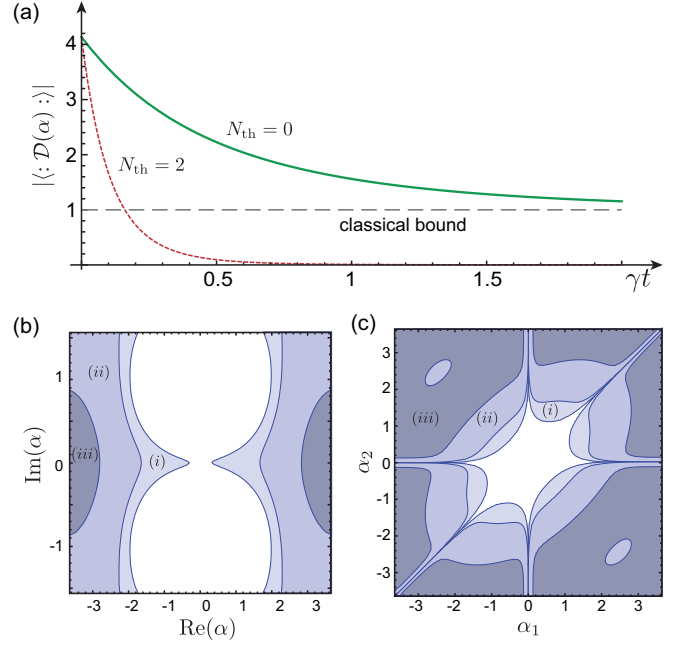 (a)
|⟨: 𝒟(α) :⟩|
4
3
2
1
N_th = 0
N_th = 2
classical bound
0.5
1
1.5
γt
(b)
Im(α)
1
0
-1
(ii)
(iii)
(i)
-3
-2
-1
0
1
2
3
Re(α)
(c)
α₂
3
2
1
0
-1
-2
-3
(iii)
(ii)
(i)
-3
-2
-1
0
1
2
3
α₁